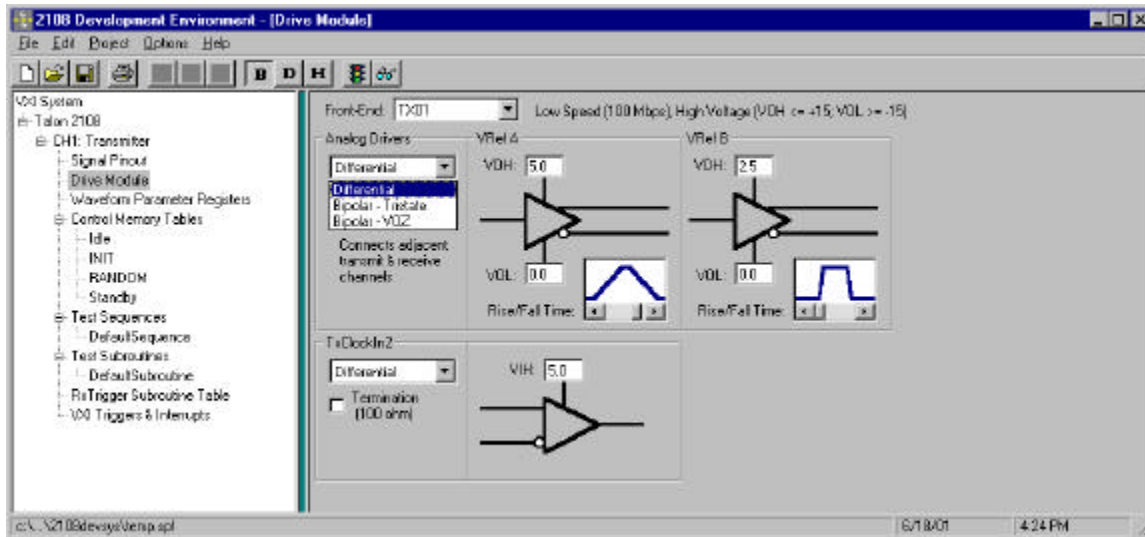 2108 Development Environment - [Drive Module]
File Edit Project Options Help
B D H
VXI System
Talon 2108
CH1: Transmitter
Signal Pinout
Drive Module
Waveform Parameter Registers
Control Memory Tables
Idle
INIT
RANDOM
Standby
Test Sequences
DefaultSequence
Test Subroutines
DefaultSubroutine
RxTrigger Subroutine Table
VXI Triggers & Interrupts
Front-End: TX01 Low Speed (100 Mbps), High Voltage (VOH <= +15, VOL >= -15)
Analog Drivers
Differential
Differential
Bipolar - Tristate
Bipolar - VOZ
Connects adjacent
transmit & receive
channels
VRef A
VOH: 5.0
VOL: 0.0
Rise/Fall Time:
VRef B
VOH: 2.5
VOL: 0.0
Rise/Fall Time:
TxClockIn2
Differential
Termination
(100 ohm)
VIH: 5.0
c:\...\2108devsys\temp.spl
6/18/01
4:24 PM